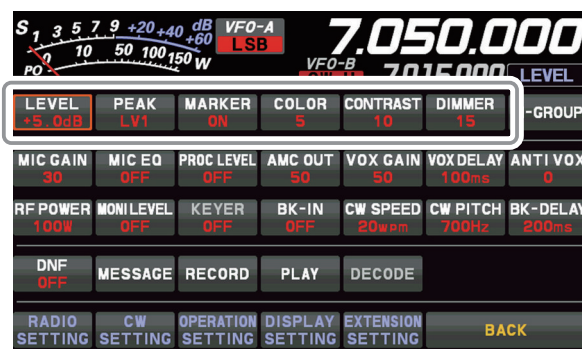 S 1 3 5 7 9 +20 +40 +60 dB VFO-A 7.050.000
PO 0 10 50 100 150 W LSB
VFO-B 7.015.000 LEVEL
LEVEL PEAK MARKER COLOR CONTRAST DIMMER -GROUP
+5.0dB LV1 ON 5 10 15
MIC GAIN MIC EQ PROC LEVEL AMC OUT VOX GAIN VOX DELAY ANTI VOX
30 OFF OFF 50 50 100ms 0
RF POWER MONI LEVEL KEYER BK-IN CW SPEED CW PITCH BK-DELAY
100W OFF OFF OFF 20wpm 700Hz 200ms
DNF MESSAGE RECORD PLAY DECODE
OFF
RADIO CW OPERATION DISPLAY EXTENSION BACK
SETTING SETTING SETTING SETTING SETTING